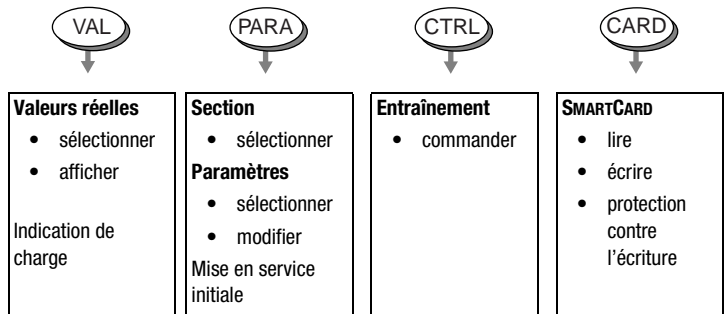 VAL
PARA
CTRL
CARD
Valeurs réelles
• sélectionner
• afficher
Indication de
charge
Section
• sélectionner
Paramètres
• sélectionner
• modifier
Mise en service
initiale
Entraînement
• commander
SMARTCARD
• lire
• écrire
• protection
contre
l'écriture